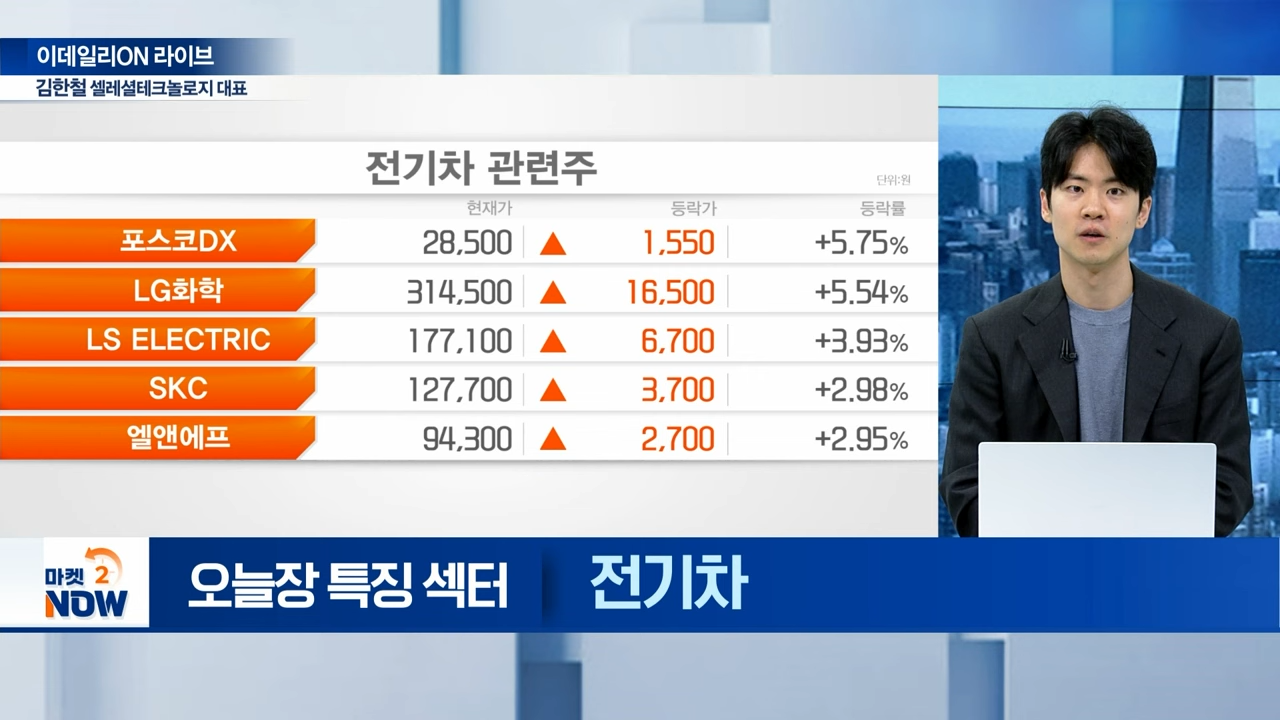 이데일리ON 라이브
김한철 셀레셜테크놀로지 대표
전기차 관련주
단위:원
현재가 등락가 등락률
포스코DX 28,500 ▲ 1,550 +5.75%
LG화학 314,500 ▲ 16,500 +5.54%
LS ELECTRIC 177,100 ▲ 6,700 +3.93%
SKC 127,700 ▲ 3,700 +2.98%
엘앤에프 94,300 ▲ 2,700 +2.95%
마켓 2
NOW
오늘장 특징 섹터 전기차